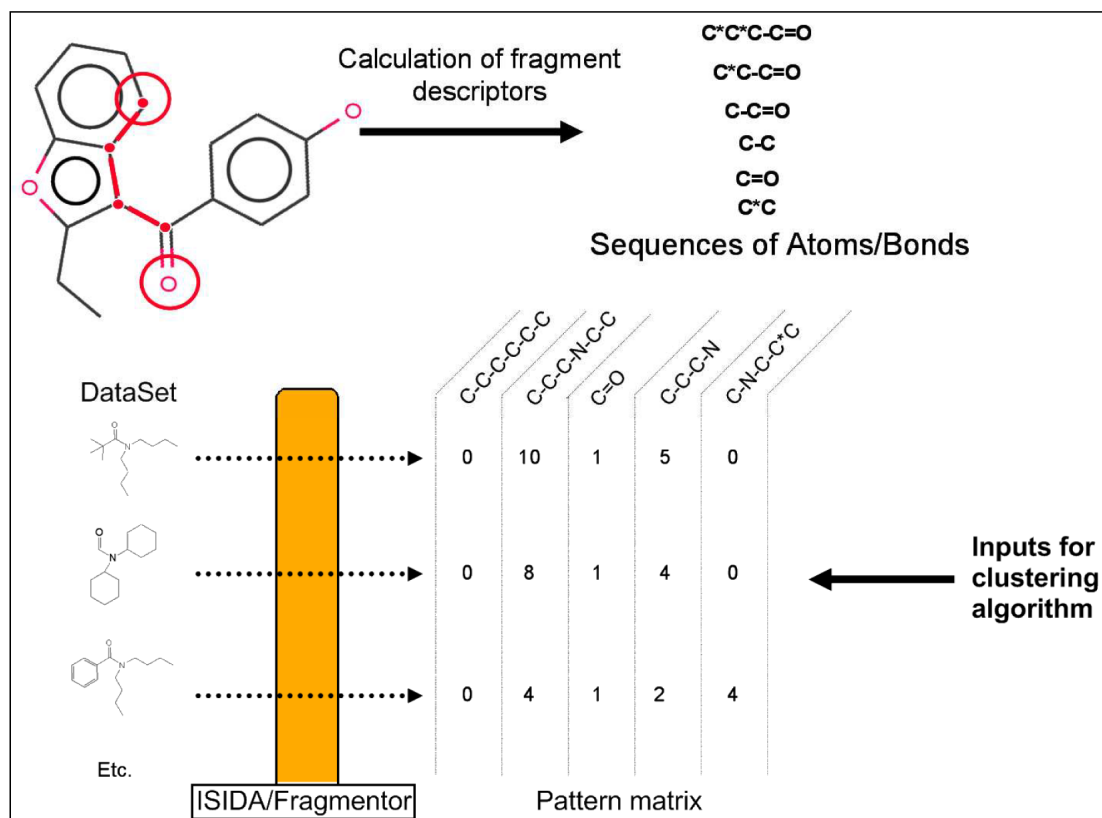 C*C*C-C=O
Calculation of fragment
descriptors
C*C-C=O
C-C=O
C-C
C=O
C*C
Sequences of Atoms/Bonds
O
O
O
DataSet
C-C-C-C-C-C
C-C-C-N-C-C
C=O
C-C-C-N
C-N-C-C*C
O
N
0 10 1 5 0
O
N
0 8 1 4 0
Inputs for
clustering
algorithm
O
N
0 4 1 2 4
Etc.
ISIDA/Fragmentor
Pattern matrix